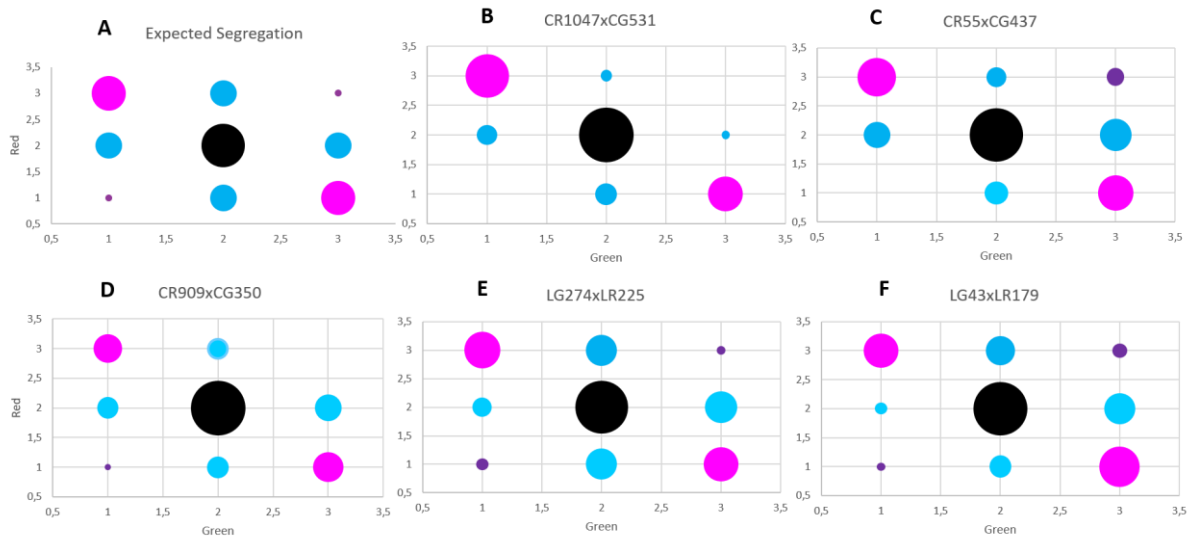 A
Expected Segregation
3,5
3
2,5
2
1,5
1
0,5
Red
0,5 1 1,5 2 2,5 3 3,5
Green
B
CR1047xCG531
3,5
3
2,5
2
1,5
1
0,5
0,5 1 1,5 2 2,5 3 3,5
Green
C
CR55xCG437
3,5
3
2,5
2
1,5
1
0,5
0,5 1 1,5 2 2,5 3 3,5
Green
D
CR909xCG350
3,5
3
2,5
2
1,5
1
0,5
Red
0,5 1 1,5 2 2,5 3 3,5
Green
E
LG274xLR225
3,5
3
2,5
2
1,5
1
0,5
0,5 1 1,5 2 2,5 3 3,5
Green
F
LG43xLR179
3,5
3
2,5
2
1,5
1
0,5
0,5 1 1,5 2 2,5 3 3,5
Green